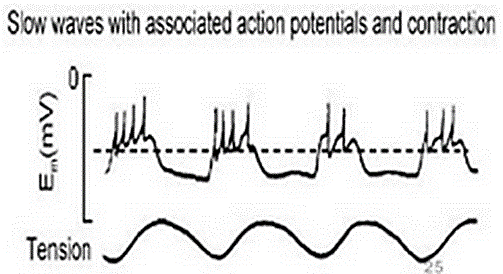 Slow waves with associated action potentials and contraction
0
Em(mV)
Tension
25